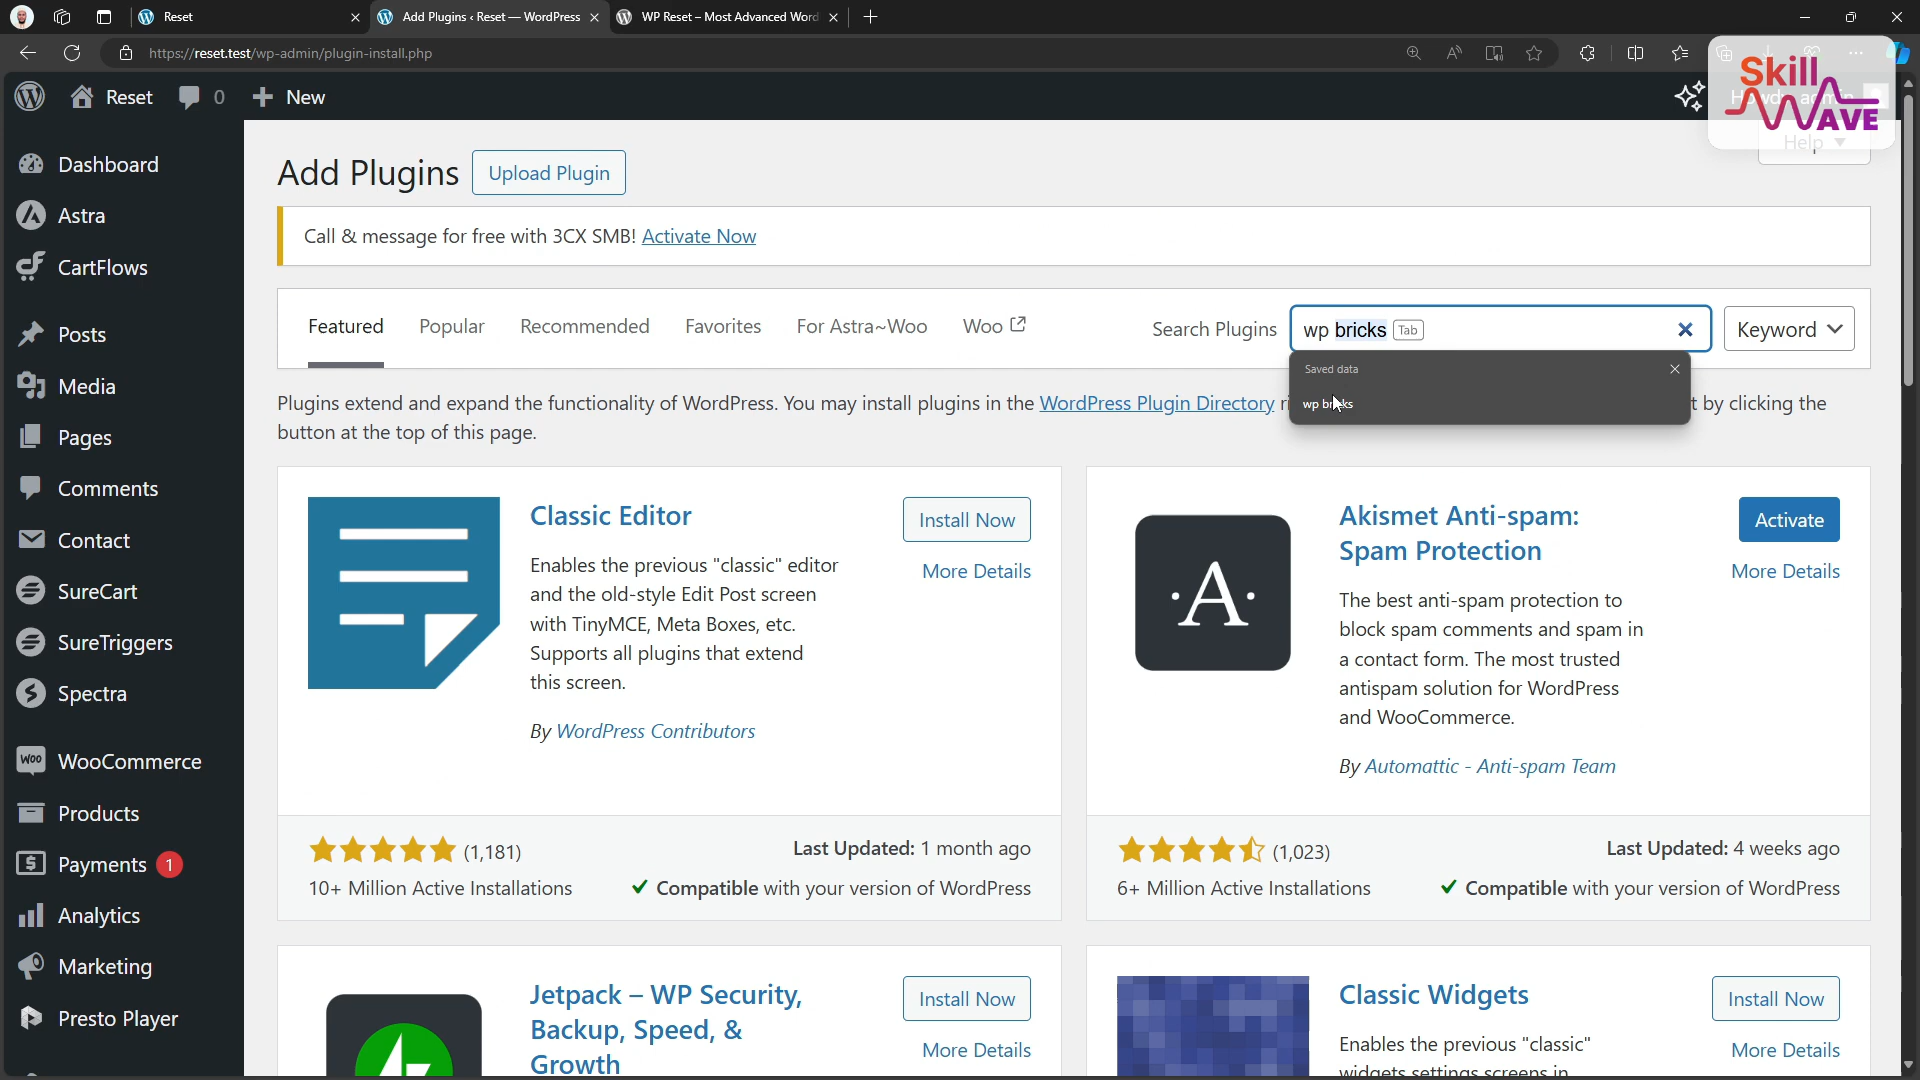 Reset
Add Plugins ‹ Reset — WordPress
WP Reset – Most Advanced Word
https://reset.test/wp-admin/plugin-install.php
Reset
0
New
Skill
WAVE
Help
Dashboard
Astra
CartFlows
Posts
Media
Pages
Comments
Contact
SureCart
SureTriggers
Spectra
WooCommerce
Products
Payments 1
Analytics
Marketing
Presto Player
Add Plugins
Upload Plugin
Call & message for free with 3CX SMB! Activate Now
Featured Popular Recommended Favorites For Astra~Woo Woo
Search Plugins
wp bricks Tab
Keyword
Saved data
wp bricks
Plugins extend and expand the functionality of WordPress. You may install plugins in the WordPress Plugin Directory t by clicking the
button at the top of this page.
Classic Editor
Install Now
More Details
Enables the previous "classic" editor
and the old-style Edit Post screen
with TinyMCE, Meta Boxes, etc.
Supports all plugins that extend
this screen.
By WordPress Contributors
(1,181)
Last Updated: 1 month ago
10+ Million Active Installations
Compatible with your version of WordPress
Akismet Anti-spam:
Spam Protection
Activate
More Details
The best anti-spam protection to
block spam comments and spam in
a contact form. The most trusted
antispam solution for WordPress
and WooCommerce.
By Automattic - Anti-spam Team
(1,023)
Last Updated: 4 weeks ago
6+ Million Active Installations
Compatible with your version of WordPress
Jetpack – WP Security,
Backup, Speed, &
Growth
Install Now
More Details
Classic Widgets
Install Now
More Details
Enables the previous "classic"
widgets settings screens in